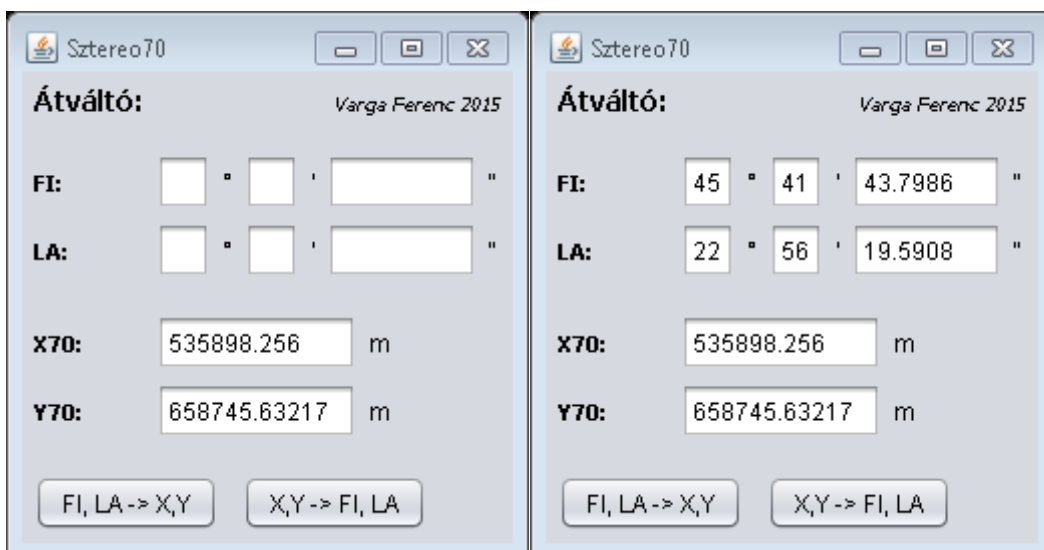 Sztereo70
Átváltó: Varga Ferenc 2015
FI: ° ' "
LA: ° ' "
X70: 535898.256 m
Y70: 658745.63217 m
FI, LA -> X,Y X,Y -> FI, LA
Sztereo70
Átváltó: Varga Ferenc 2015
FI: 45 ° 41 ' 43.7986 "
LA: 22 ° 56 ' 19.5908 "
X70: 535898.256 m
Y70: 658745.63217 m
FI, LA -> X,Y X,Y -> FI, LA